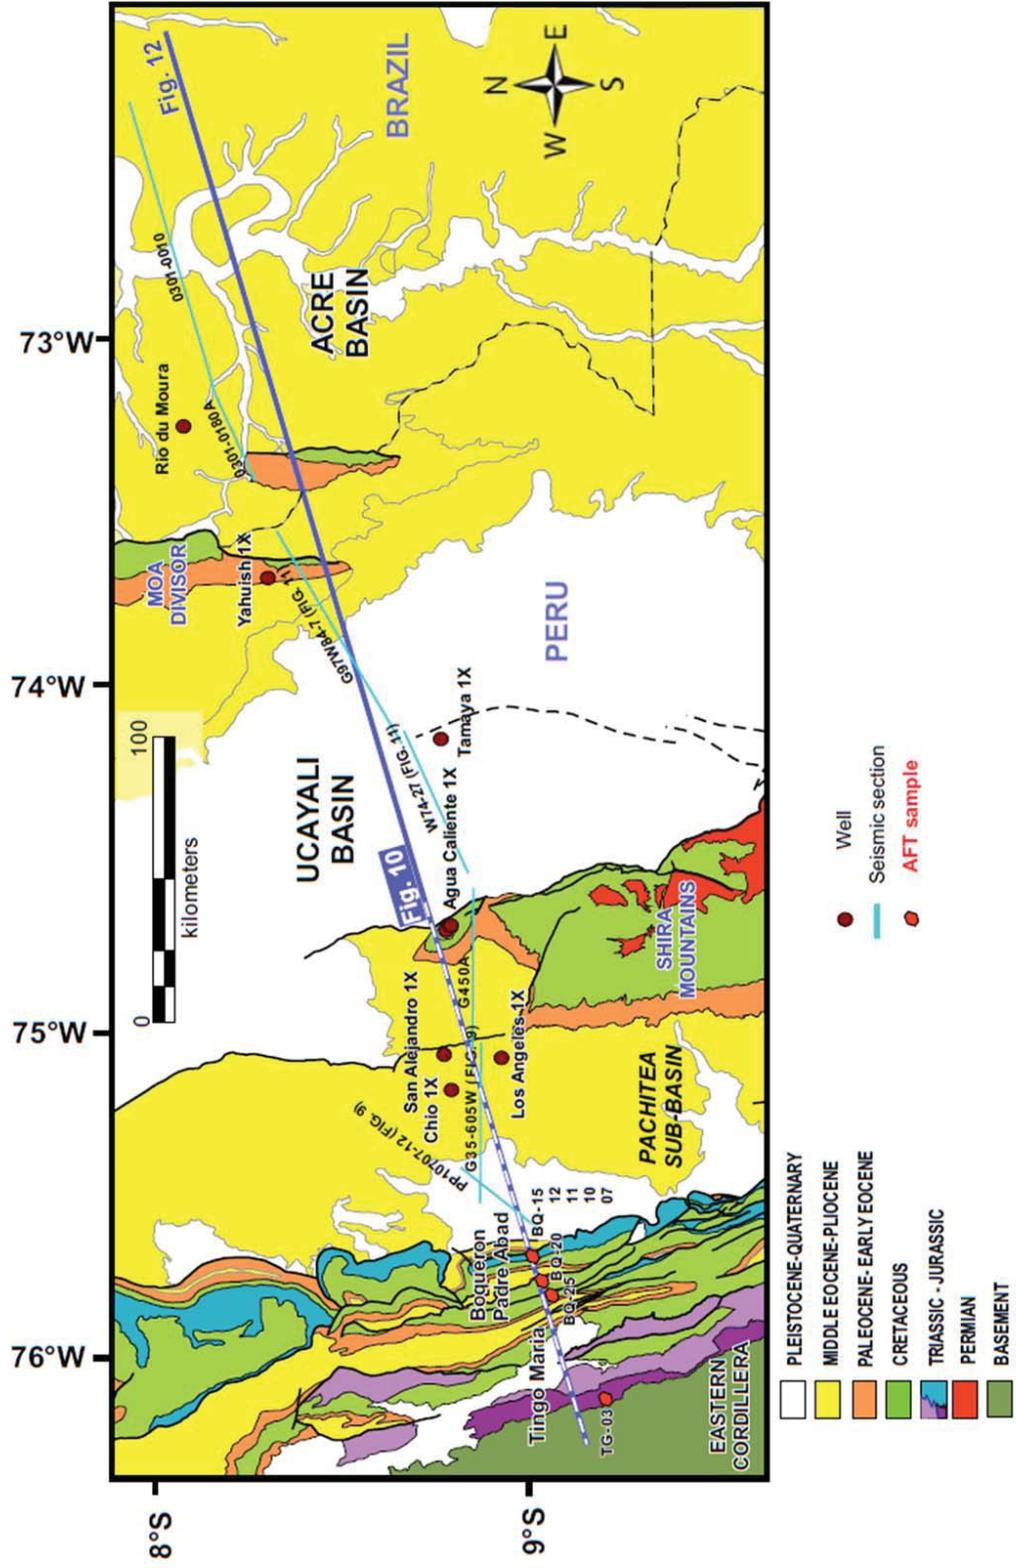 76°W
75°W
74°W
73°W
8°S
9°S
0
100
kilometers
MOA
DIVISOR
Rio du Moura
0301-0180A
0301-0010
Fig. 12
BRAZIL
ACRE
BASIN
N
W
E
S
Yahuish 1X
G97W84-7 (FIG. 11
UCAYALI
BASIN
W74-27 (FIG. 11)
Tamaya 1X
PERU
Fig. 10
Agua Caliente 1X
San Alejandro 1X
Chio 1X
G450A
Los Angeles 1X
G35-605W (FIG. 9)
PP10707-12 (FIG. 9)
SHIRA
MOUNTAINS
PACHITEA
SUB-BASIN
Boqueron
Padre Abad
BQ-15
12
11
10
07
BQ-20
BQ-25
Tingo Maria
TG-03
EASTERN
CORDILLERA
PLEISTOCENE-QUATERNARY
MIDDLE EOCENE-PLIOCENE
PALEOCENE- EARLY EOCENE
CRETACEOUS
TRIASSIC - JURASSIC
PERMIAN
BASEMENT
Well
Seismic section
AFT sample